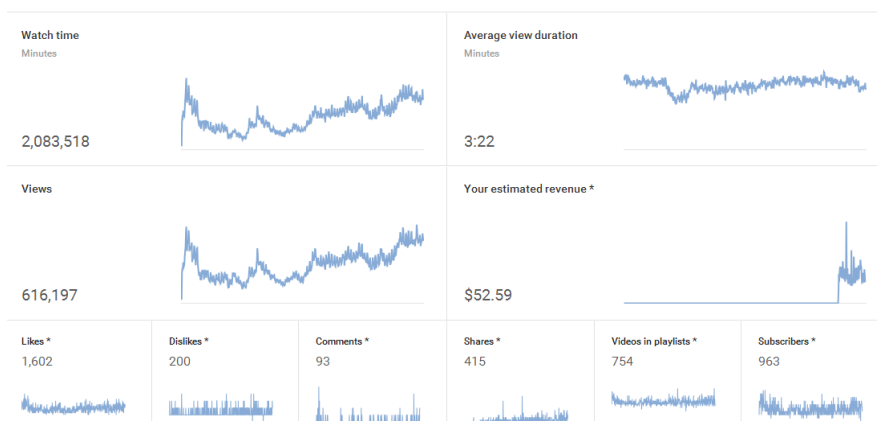 Watch time
Minutes
2,083,518
Average view duration
Minutes
3:22
Views
616,197
Your estimated revenue *
$52.59
Likes *
1,602
Dislikes *
200
Comments *
93
Shares *
415
Videos in playlists *
754
Subscribers *
963